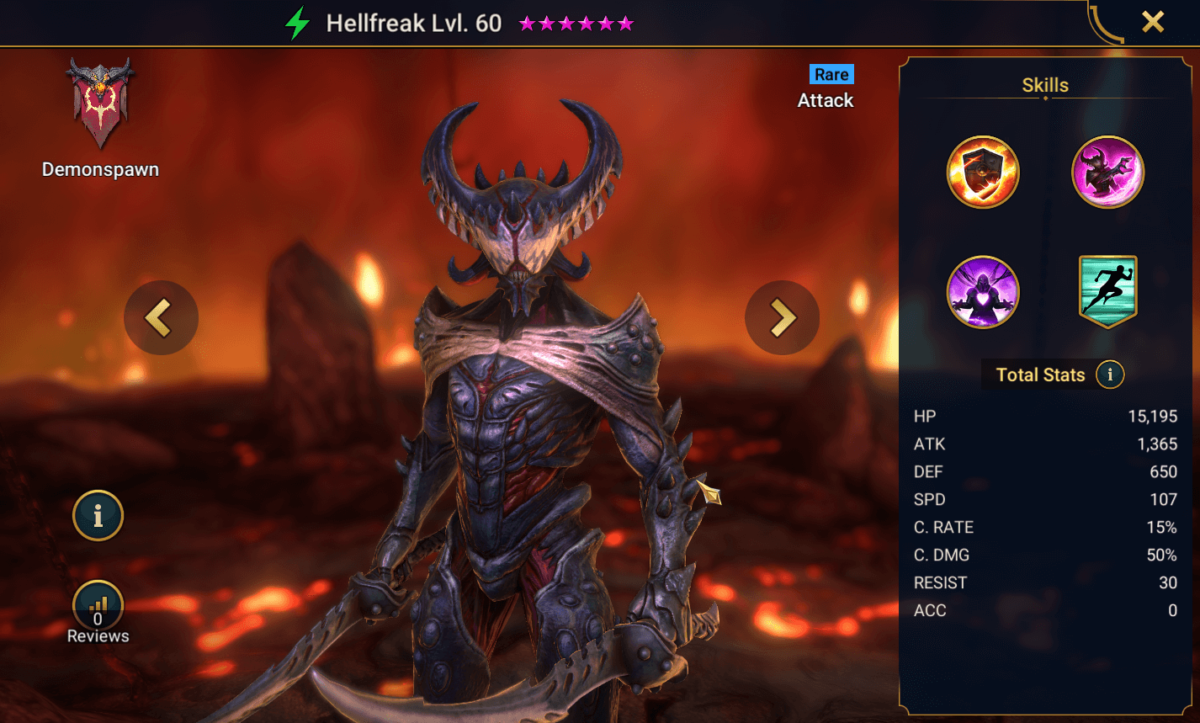 Hellfreak Lvl. 60
Rare
Attack
Demonspawn
Skills
Total Stats i
HP 15,195
ATK 1,365
DEF 650
SPD 107
C. RATE 15%
C. DMG 50%
RESIST 30
ACC 0
i
0
Reviews